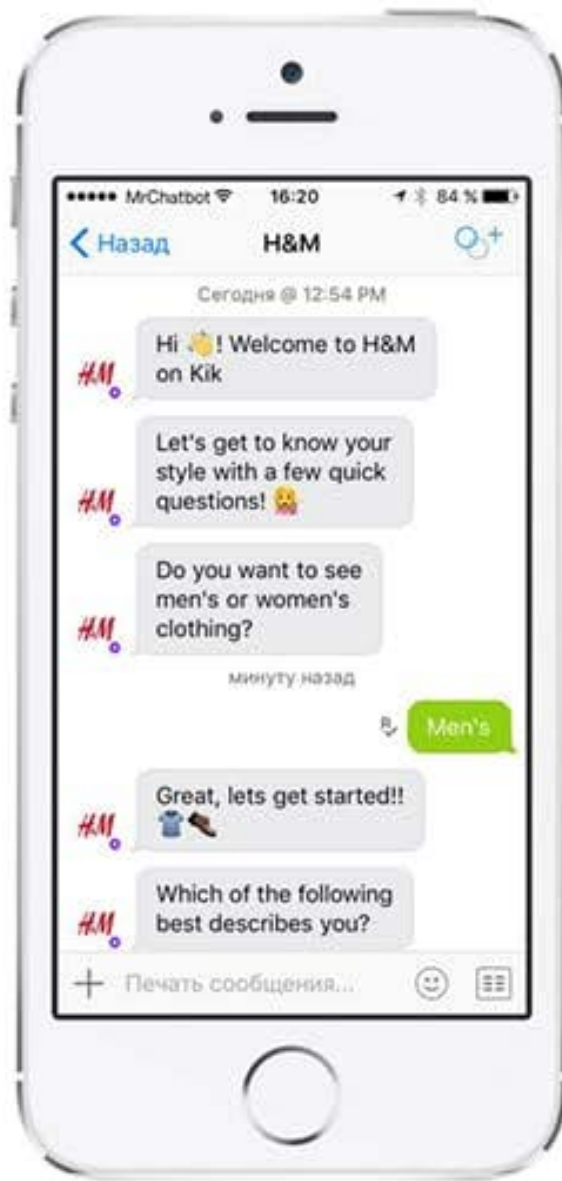 MrChatbot 16:20 84 %
Назад H&M
Сегодня @ 12:54 PM
Hi 👋! Welcome to H&M
on Kik
H&M
Let's get to know your
style with a few quick
questions! 🙊
H&M
Do you want to see
men's or women's
clothing?
H&M
минуту назад
R Men's
Great, lets get started!!
👕👞
H&M
Which of the following
best describes you?
H&M
Печать сообщения...